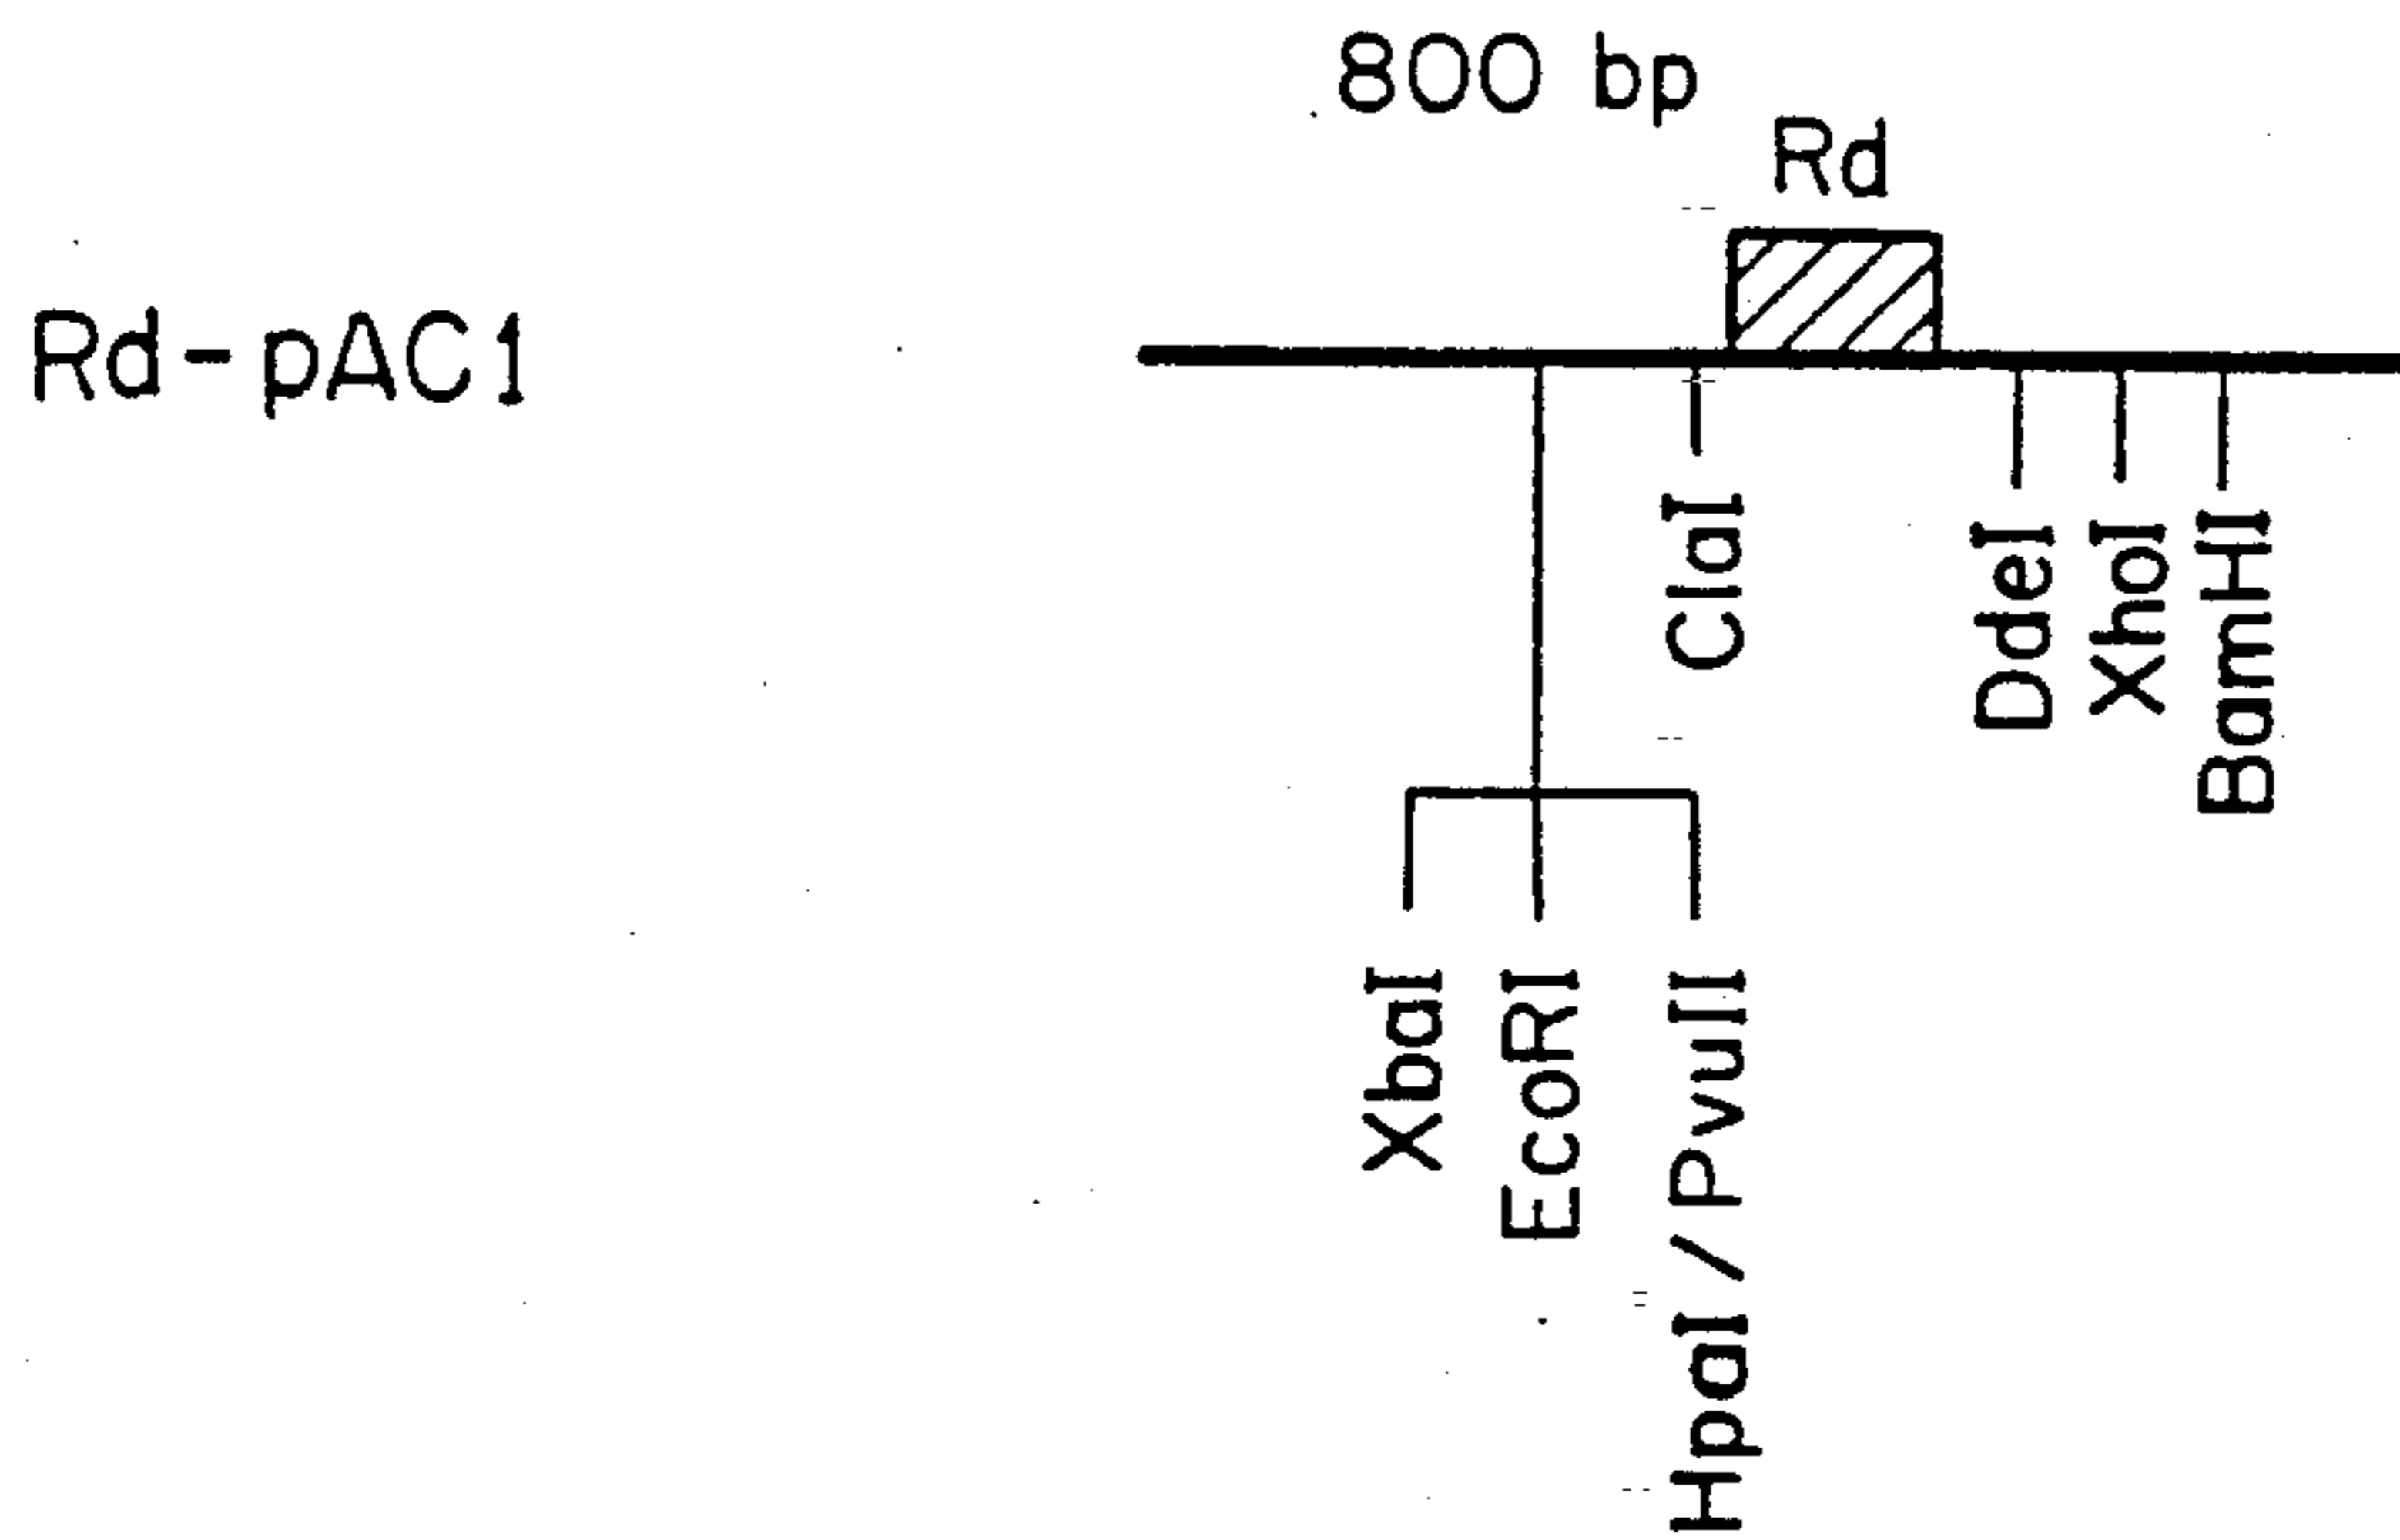 800 bp
Rd
Rd-pAC1
ClaI
DdeI
XhoI
BamHI
XbaI
EcoRI
HpaI / PvuII